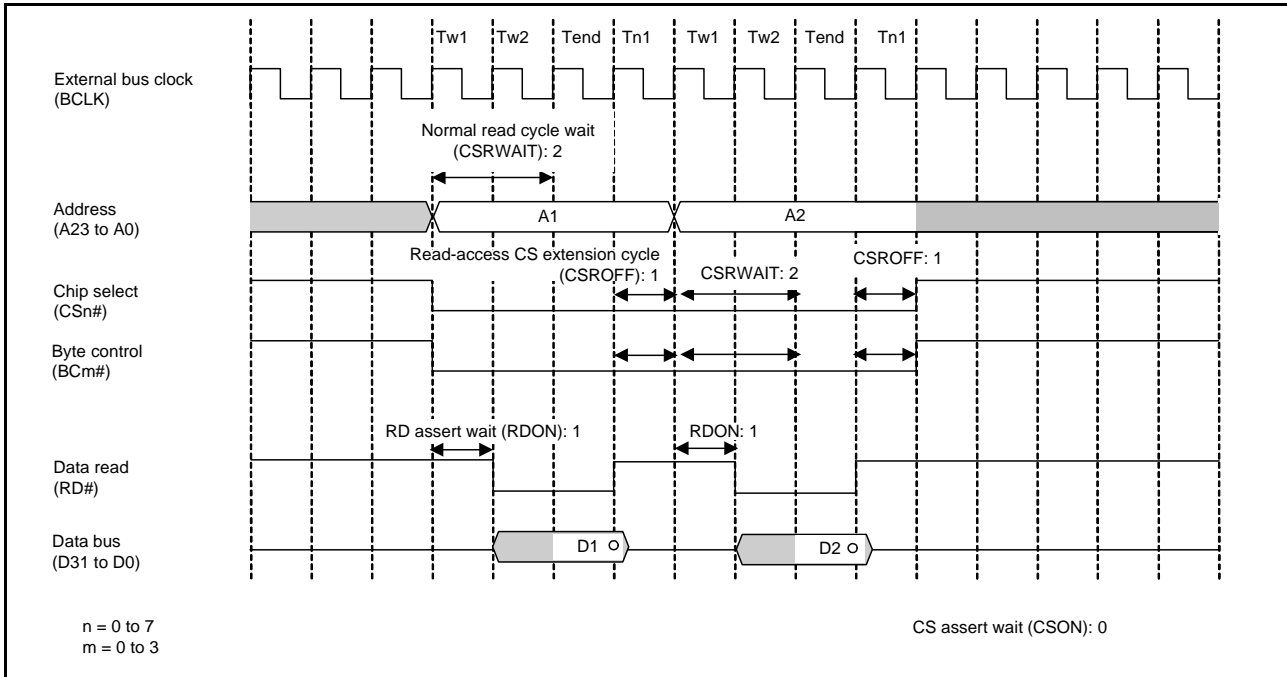 Tw1 Tw2 Tend Tn1 Tw1 Tw2 Tend Tn1
External bus clock
(BCLK)
Normal read cycle wait
(CSRWAIT): 2
Address
(A23 to A0)
A1 A2
Read-access CS extension cycle
(CSROFF): 1
CSRWAIT: 2
CSROFF: 1
Chip select
(CSn#)
Byte control
(BCm#)
RD assert wait (RDON): 1
RDON: 1
Data read
(RD#)
Data bus
(D31 to D0)
D1 D2
n = 0 to 7
m = 0 to 3
CS assert wait (CSON): 0